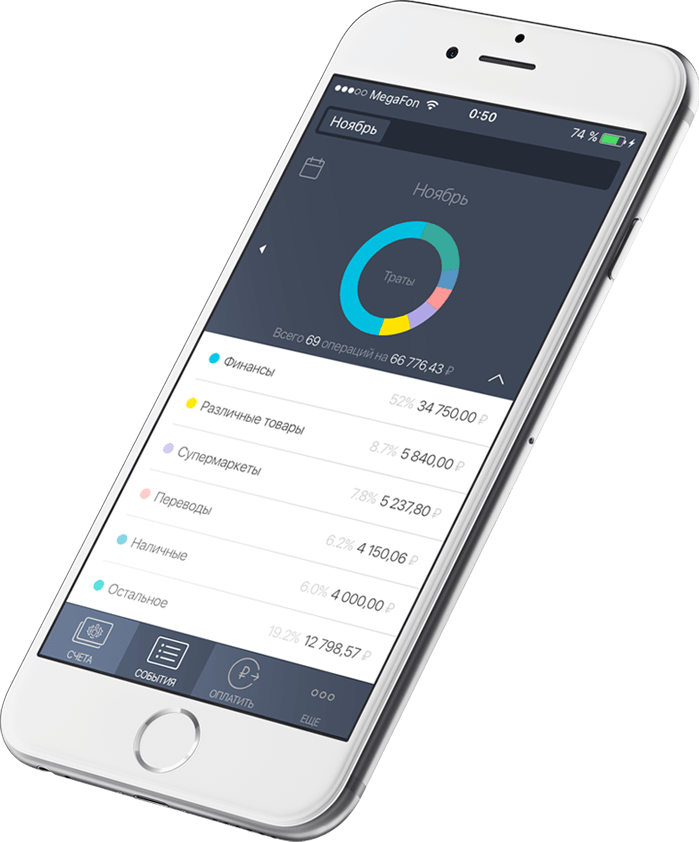 MegaFon 0:50 74 %
Ноябрь
Ноябрь
Траты
Всего 69 операций на 66 776,43 ₽
Финансы 52% 34 750,00 ₽
Различные товары 8.7% 5 840,00 ₽
Супермаркеты 7.8% 5 237,80 ₽
Переводы 6.2% 4 150,06 ₽
Наличные 6.0% 4 000,00 ₽
Остальное 19.2% 12 798,57 ₽
СЧЕТА СОБЫТИЯ ОПЛАТИТЬ ЕЩЕ